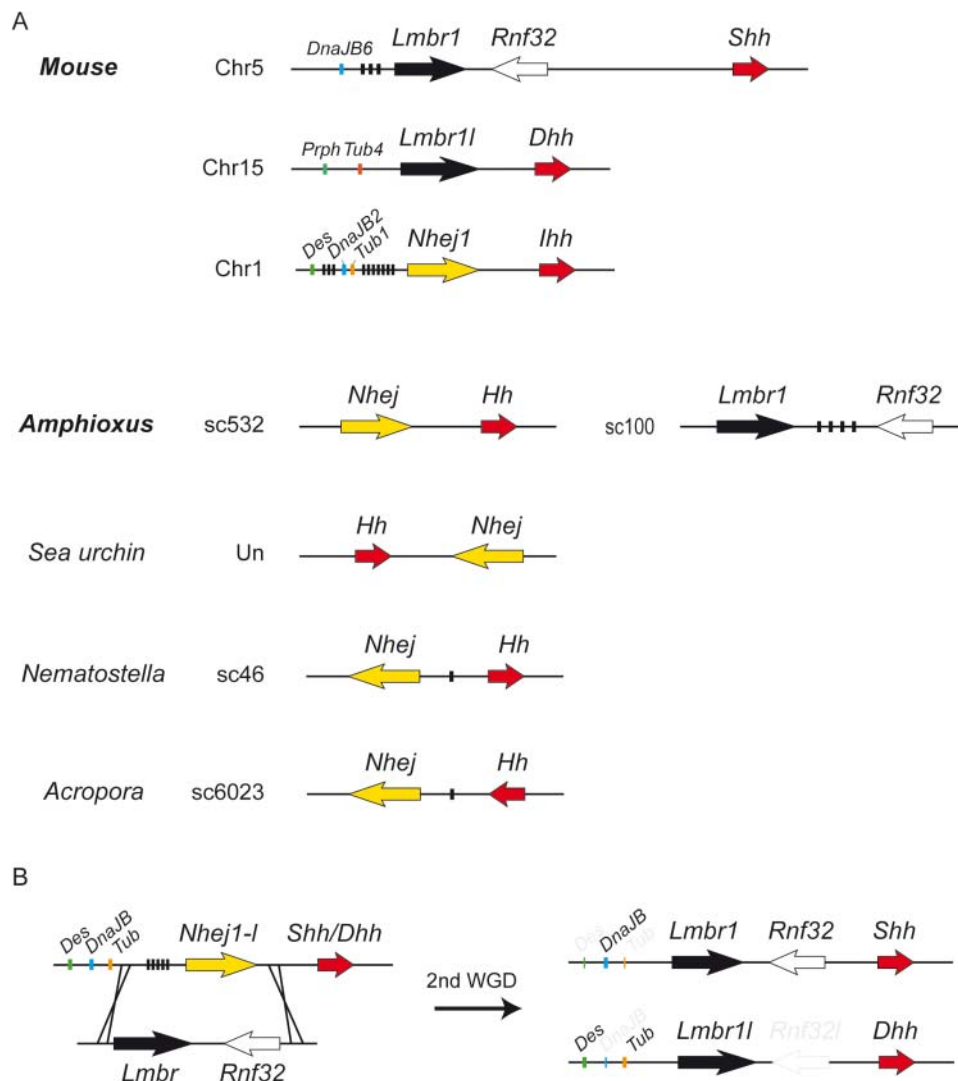 A
Mouse
Chr5
DnaJB6
Lmbr1
Rnf32
Shh
Chr15
Prph
Tub4
Lmbr1l
Dhh
Chr1
Des
DnaJB2
Tub1
Nhej1
Ihh
Amphioxus
sc532
Nhej
Hh
sc100
Lmbr1
Rnf32
Sea urchin
Un
Hh
Nhej
Nematostella
sc46
Nhej
Hh
Acropora
sc6023
Nhej
Hh
B
Des
DnaJB
Tub
Nhej1-l
Shh/Dhh
Lmbr
Rnf32
2nd WGD
Des
DnaJB
Tub
Lmbr1
Rnf32
Shh
Des
DnaJB
Tub
Lmbr1l
Rnf32l
Dhh